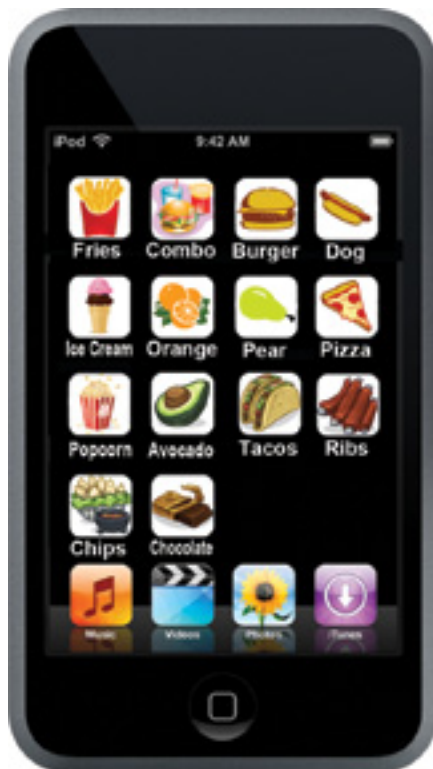 iPod 9:42 AM
Fries Combo Burger Dog
Ice Cream Orange Pear Pizza
Popcorn Avocado Tacos Ribs
Chips Chocolate
Music Videos Photos iTunes